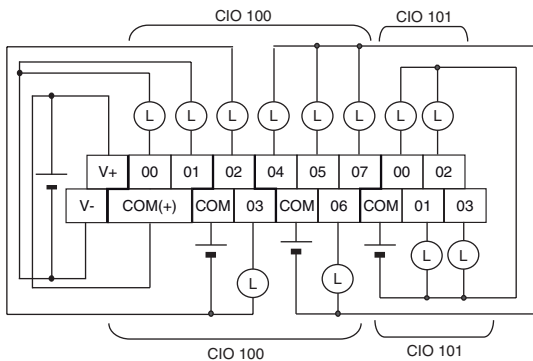 CIO 100 CIO 101
L L L L L L L L
V+ 00 01 02 04 05 07 00 02
V- COM(+) COM 03 COM 06 COM 01 03
L L L L
CIO 100 CIO 101